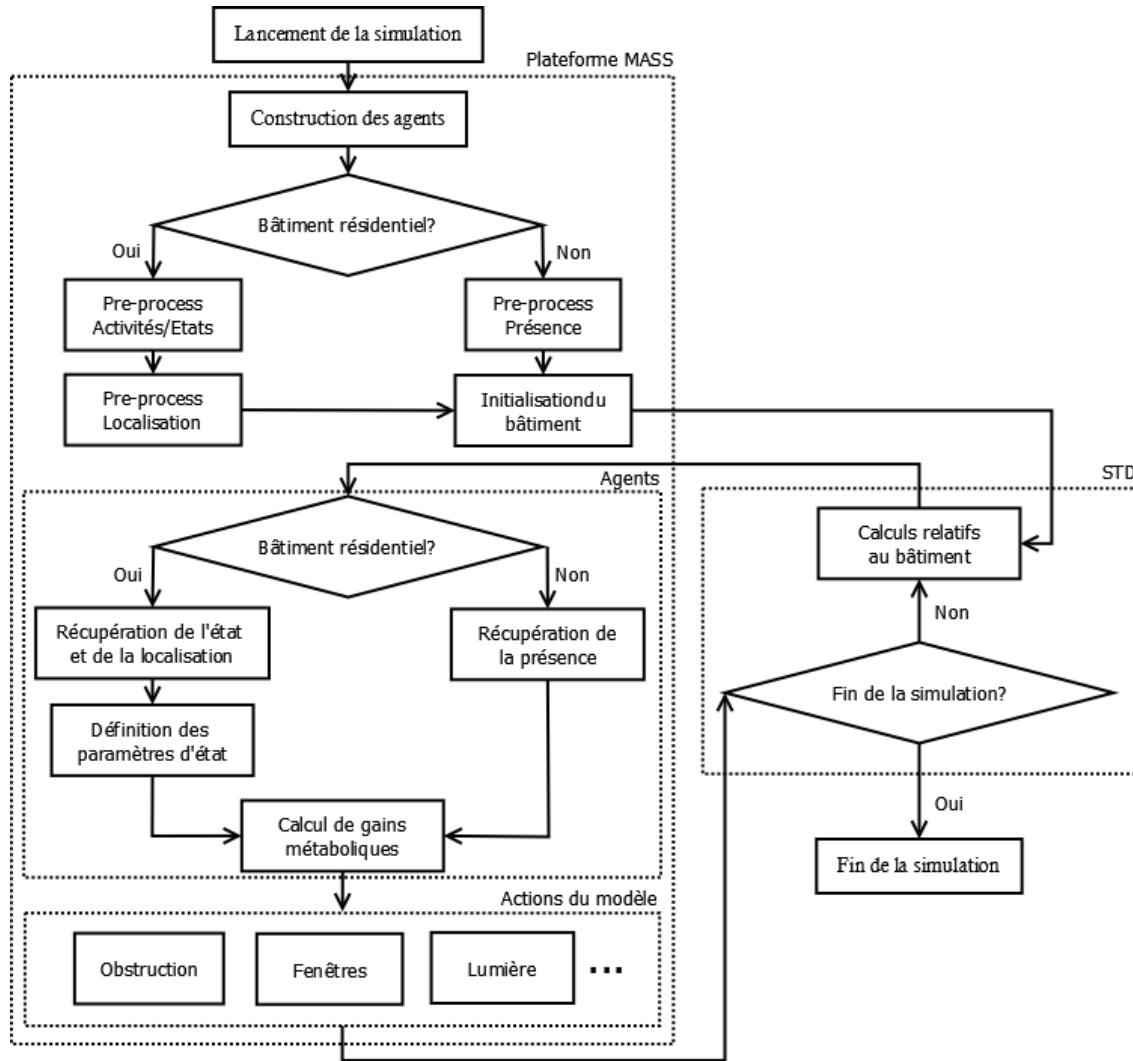 Lancement de la simulation
Plateforme MASS
Construction des agents
Bâtiment résidentiel?
Oui
Non
Pre-process
Activités/Etats
Pre-process
Présence
Pre-process
Localisation
Initialisationdu
bâtiment
Agents
STD
Bâtiment résidentiel?
Calculs relatifs
au bâtiment
Oui
Non
Non
Récupération de l'état
et de la localisation
Récupération de
la présence
Fin de la simulation?
Définition des
paramètres d'état
Oui
Calcul de gains
métaboliques
Fin de la simulation
Actions du modèle
Obstruction
Fenêtres
Lumière
...